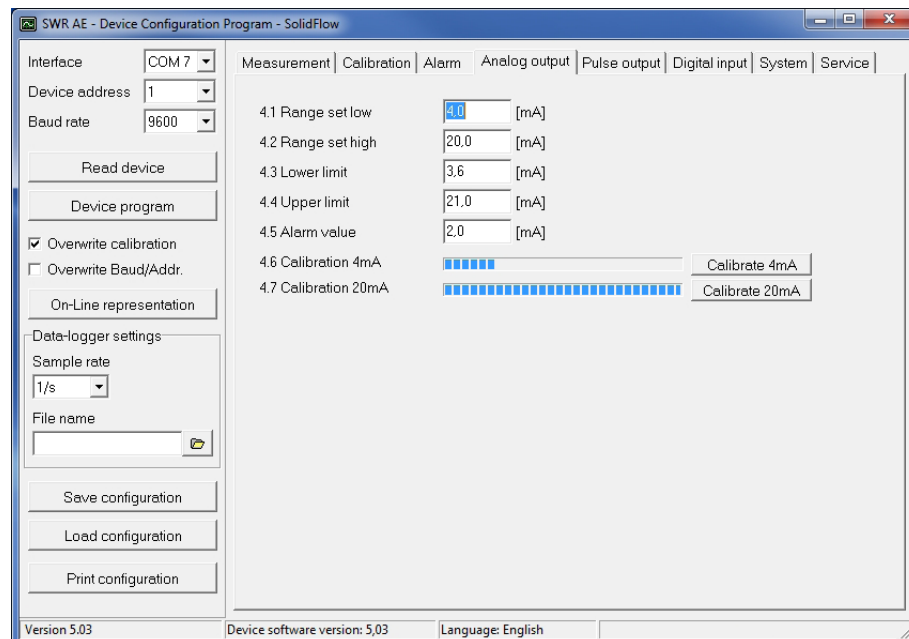 SWR AE - Device Configuration Program - SolidFlow
Interface COM 7
Device address 1
Baud rate 9600
Read device
Device program
Overwrite calibration
Overwrite Baud/Addr.
On-Line representation
Data-logger settings
Sample rate
1/s
File name
Save configuration
Load configuration
Print configuration
Measurement Calibration Alarm Analog output Pulse output Digital input System Service
4.1 Range set low 4,0 [mA]
4.2 Range set high 20,0 [mA]
4.3 Lower limit 3,6 [mA]
4.4 Upper limit 21,0 [mA]
4.5 Alarm value 2,0 [mA]
4.6 Calibration 4mA Calibrate 4mA
4.7 Calibration 20mA Calibrate 20mA
Version 5.03 Device software version: 5,03 Language: English